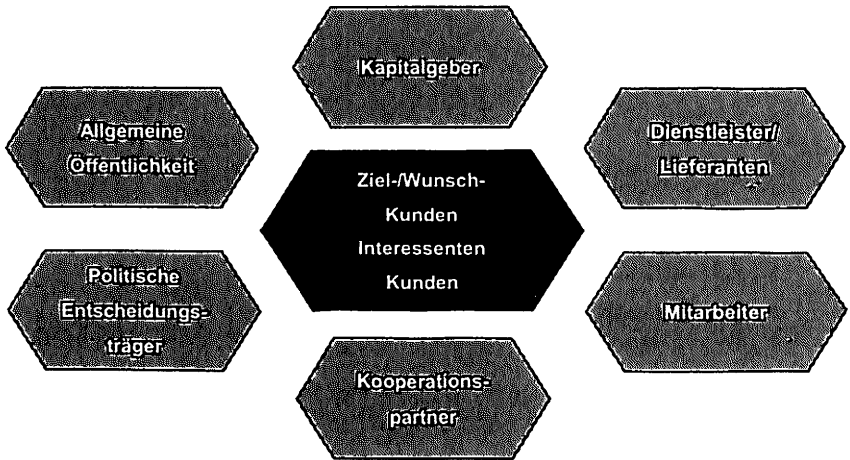 Kapitalgeber
Allgemeine
Öffentlichkeit
Dienstleister/
Lieferanten
Ziel-/Wunsch-
Kunden
Interessenten
Kunden
Politische
Entscheidungs-
träger
Mitarbeiter
Kooperations-
partner